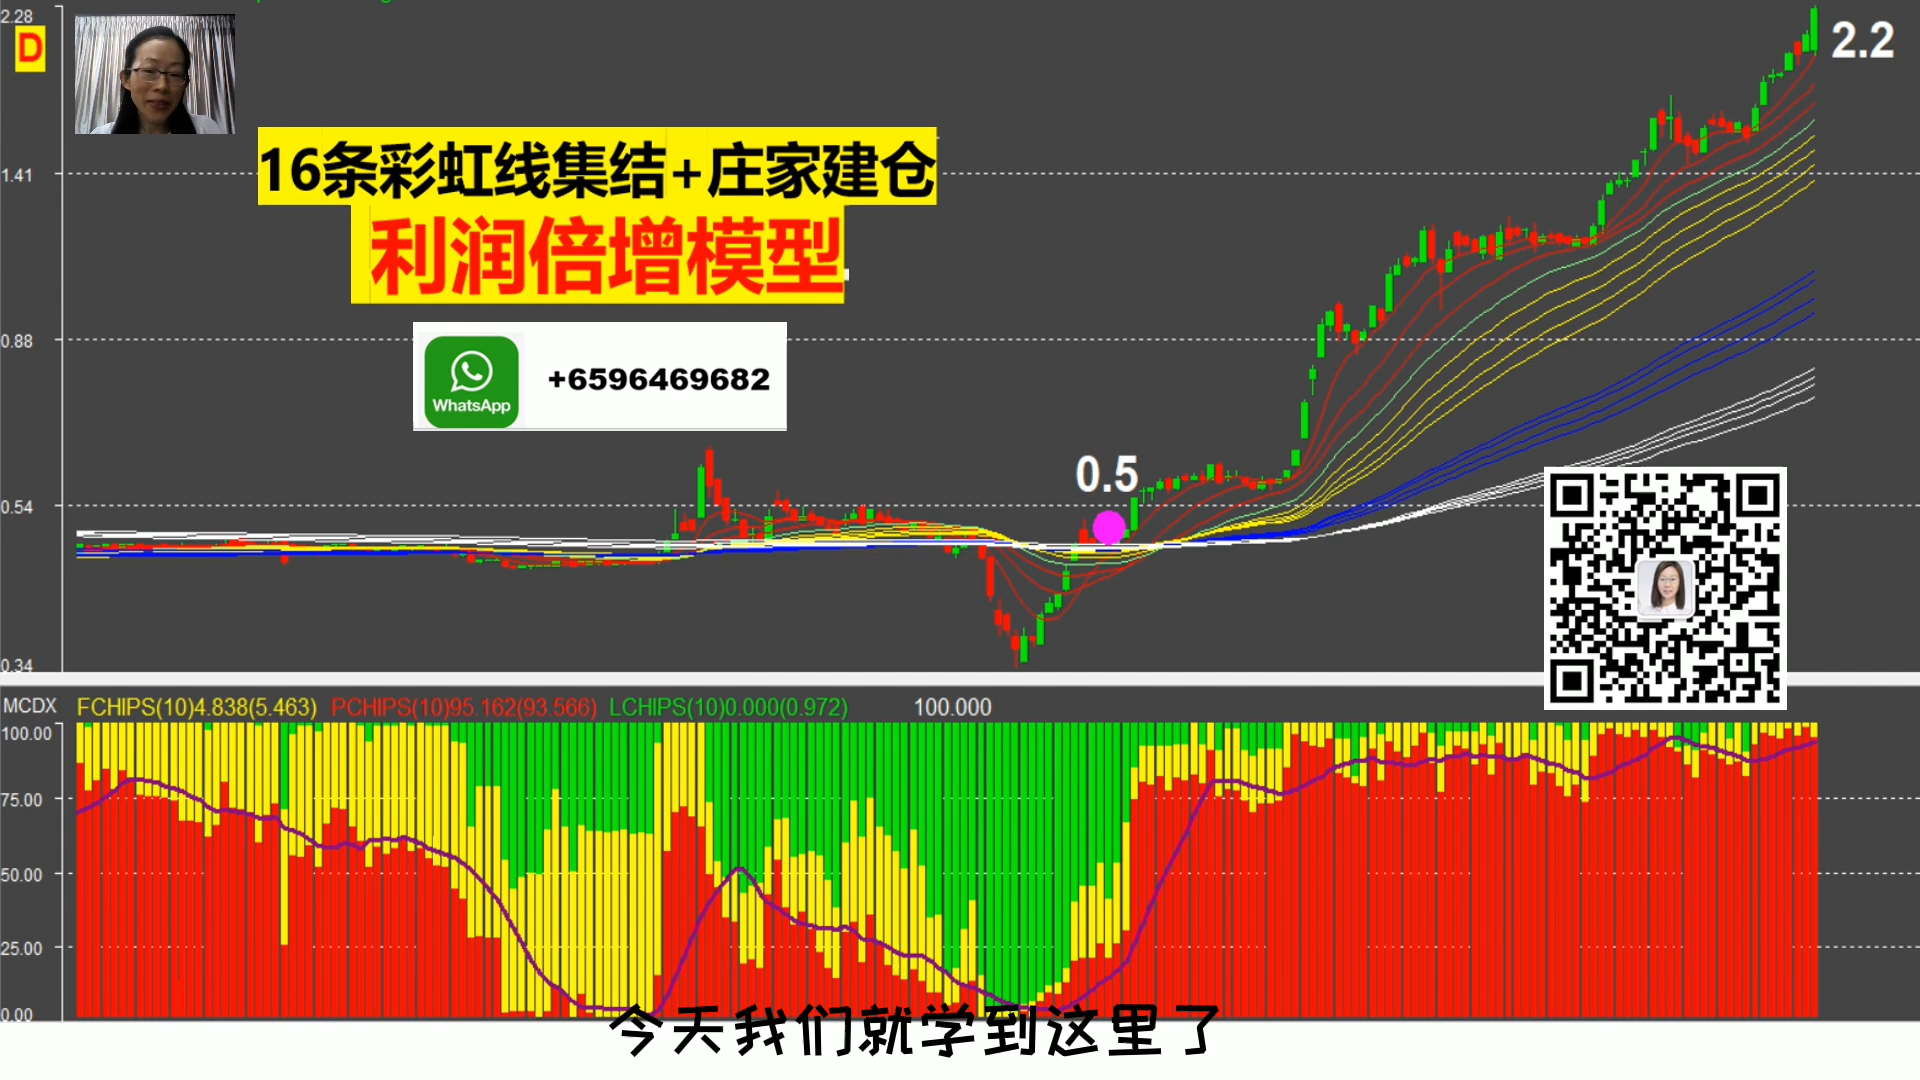 2.28
D
2.2
16条彩虹线集结+庄家建仓
1.41
利润倍增模型
0.88
+6596469682
WhatsApp
0.5
0.54
0.34
MCDX FCHIPS(10)4.838(5.463) PCHIPS(10)95.162(93.566) LCHIPS(10)0.000(0.972) 100.000
100.00
75.00
50.00
25.00
0.00
今天我们就学到这里了